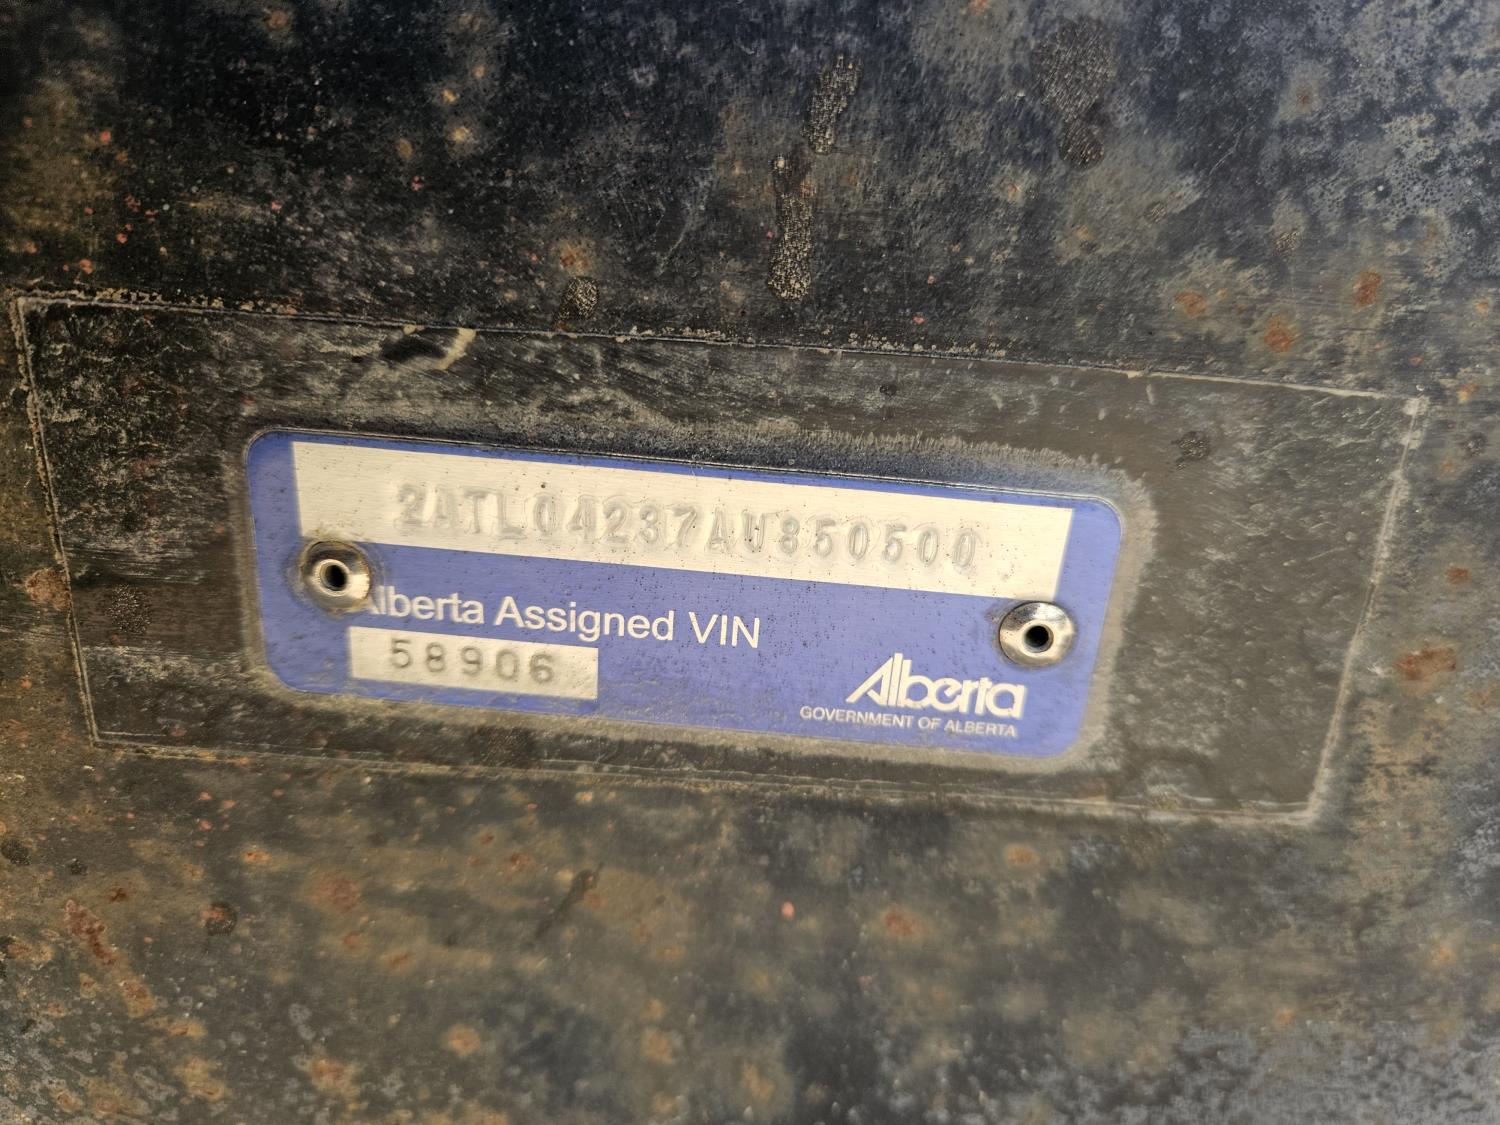 2ATL04237AU850500
Alberta Assigned VIN
58906
Alberta
GOVERNMENT OF ALBERTA